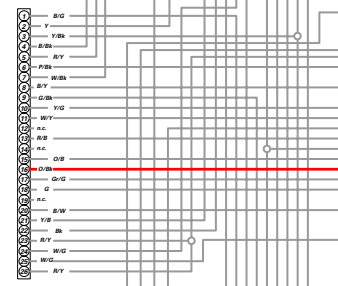 1 B/G
2 Y
3 Y/Bk
4 B/Bk
5 R/Y
6 P/Bk
7 W/Bk
8 B/Y
9 G/Bk
10 Y/G
11 W/Y
12 n.c.
13 R/B
14 n.c.
15 O/B
16 O/Bk
17 Gr/G
18 G
19 n.c.
20 B/W
21 Y/B
22 Bk
23 R/Y
24 W/G
25 W/G
26 R/Y